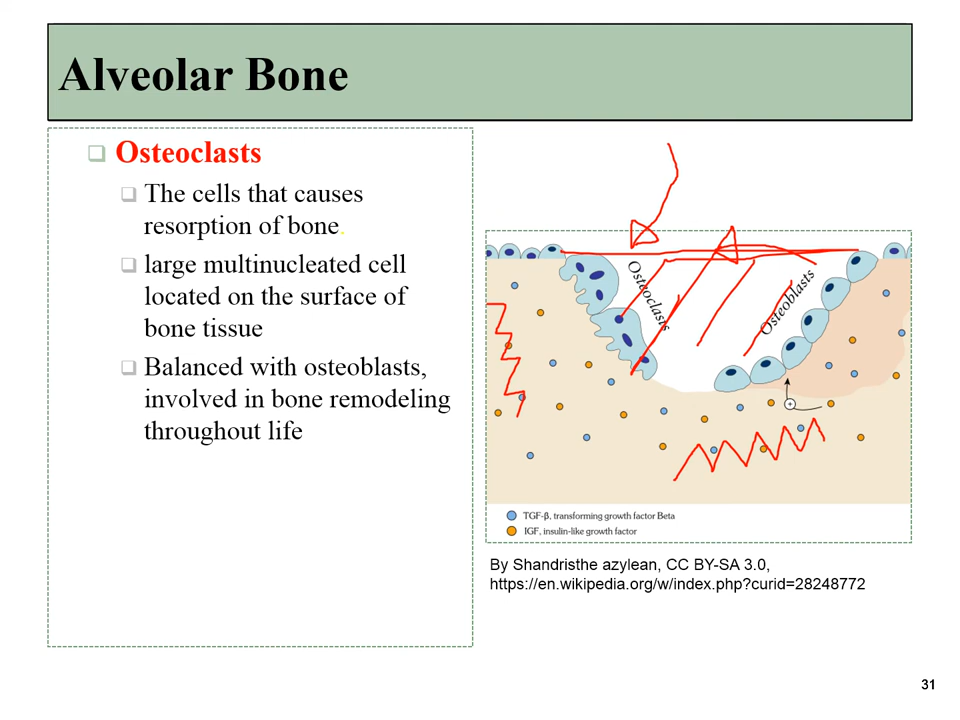 Alveolar Bone
Osteoclasts
The cells that causes
resorption of bone.
large multinucleated cell
located on the surface of
bone tissue
Balanced with osteoblasts,
involved in bone remodeling
throughout life
Osteoclasts
Osteoblasts
+
TGF-β, transforming growth factor Beta
IGF, insulin-like growth factor
By Shandristhe azylean, CC BY-SA 3.0,
https://en.wikipedia.org/w/index.php?curid=28248772
31